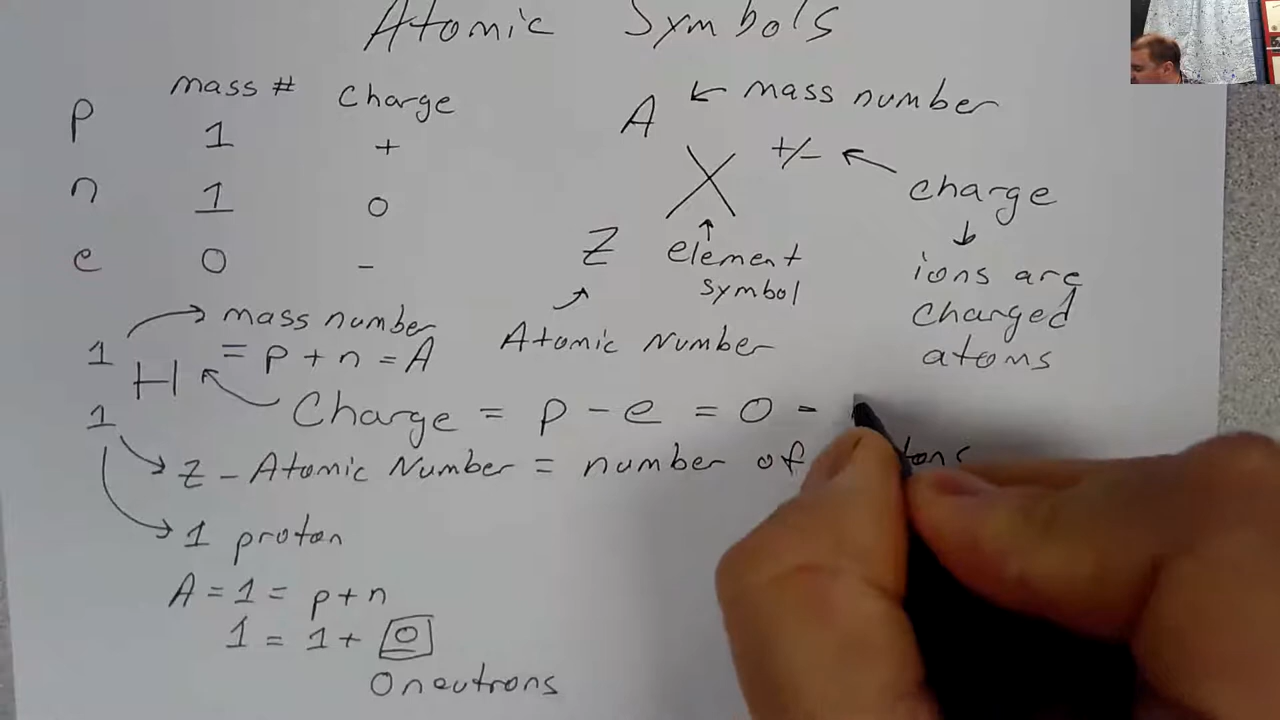 Atomic Symbols
mass # charge
p 1 +
n 1 0
e 0 -
A ← mass number
X +/- ← charge
Z element symbol
Atomic Number
↓
ions are
charged
atoms
1 → mass number
H = p + n = A
1 Charge = p - e = 0 -
Z - Atomic Number = number of
1 proton
A = 1 = p + n
1 = 1 + 0
0 neutrons